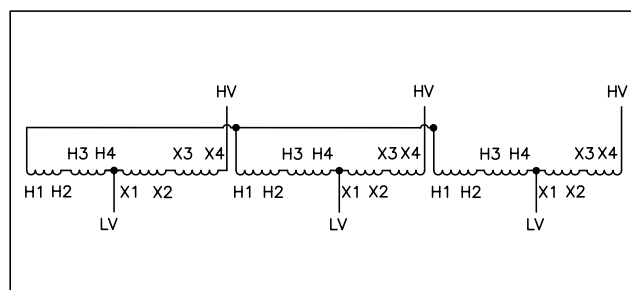 HV HV HV
H3 H4 X3 X4 H3 H4 X3 X4 H3 H4 X3 X4
H1 H2 X1 X2 H1 H2 X1 X2 H1 H2 X1 X2
LV LV LV